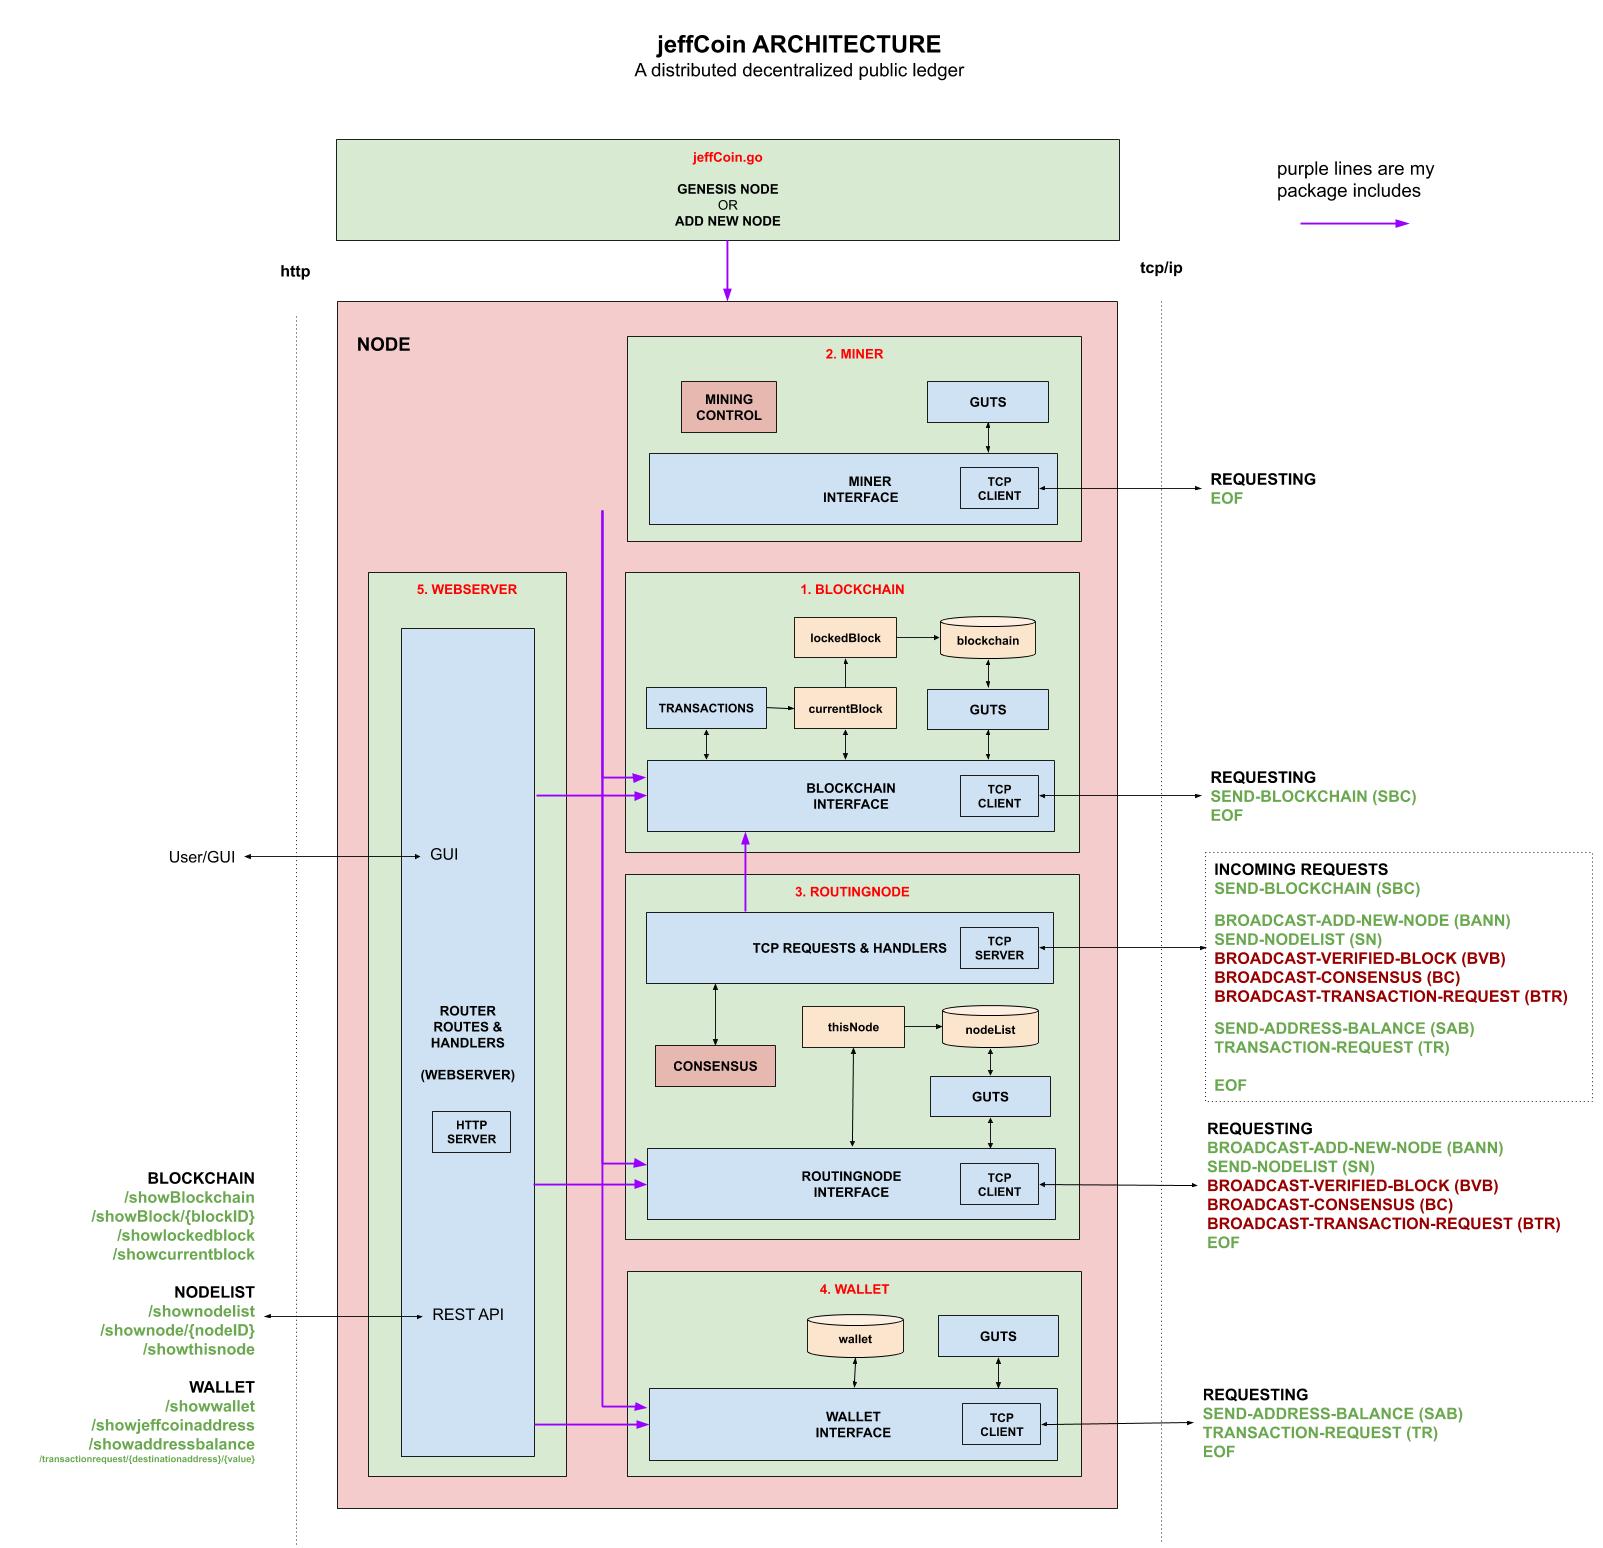 jeffCoin ARCHITECTURE
A distributed decentralized public ledger
jeffCoin.go
GENESIS NODE
OR
ADD NEW NODE
purple lines are my
package includes
http
tcp/ip
NODE
2. MINER
MINING
CONTROL
GUTS
MINER
INTERFACE
TCP
CLIENT
REQUESTING
EOF
5. WEBSERVER
1. BLOCKCHAIN
lockedBlock
blockchain
TRANSACTIONS
currentBlock
GUTS
BLOCKCHAIN
INTERFACE
TCP
CLIENT
REQUESTING
SEND-BLOCKCHAIN (SBC)
EOF
User/GUI
GUI
3. ROUTINGNODE
TCP REQUESTS & HANDLERS
TCP
SERVER
INCOMING REQUESTS
SEND-BLOCKCHAIN (SBC)
BROADCAST-ADD-NEW-NODE (BANN)
SEND-NODELIST (SN)
BROADCAST-VERIFIED-BLOCK (BVB)
BROADCAST-CONSENSUS (BC)
BROADCAST-TRANSACTION-REQUEST (BTR)
SEND-ADDRESS-BALANCE (SAB)
TRANSACTION-REQUEST (TR)
EOF
ROUTER
ROUTES &
HANDLERS
(WEBSERVER)
HTTP
SERVER
thisNode
nodeList
CONSENSUS
GUTS
ROUTINGNODE
INTERFACE
TCP
CLIENT
REQUESTING
BROADCAST-ADD-NEW-NODE (BANN)
SEND-NODELIST (SN)
BROADCAST-VERIFIED-BLOCK (BVB)
BROADCAST-CONSENSUS (BC)
BROADCAST-TRANSACTION-REQUEST (BTR)
EOF
BLOCKCHAIN
/showBlockchain
/showBlock/{blockID}
/showlockedblock
/showcurrentblock
NODELIST
/shownodelist
/shownode/{nodeID}
/showthisnode
WALLET
/showwallet
/showjeffcoinaddress
/showaddressbalance
/transactionrequest/{destinationaddress}/{value}
REST API
4. WALLET
wallet
GUTS
WALLET
INTERFACE
TCP
CLIENT
REQUESTING
SEND-ADDRESS-BALANCE (SAB)
TRANSACTION-REQUEST (TR)
EOF